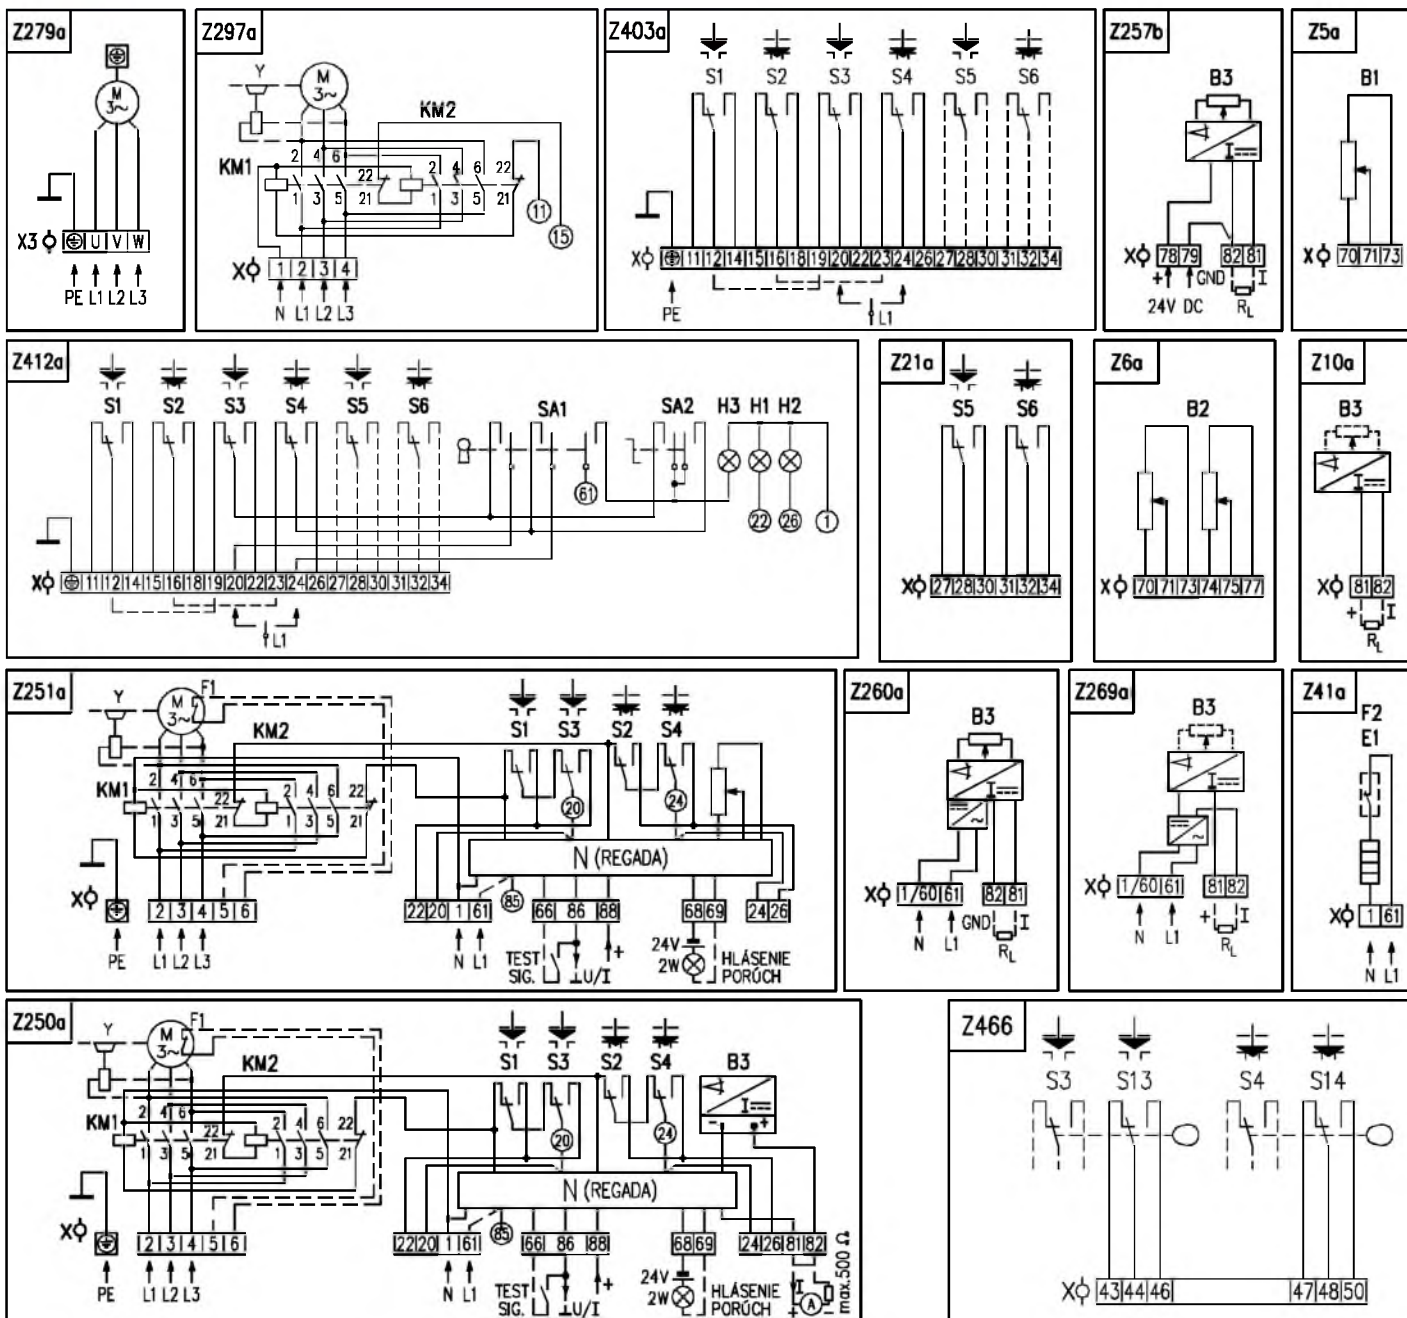 Z279a
M
3~
X3
U V W
PE L1 L2 L3
Z297a
Y
M
3~
KM2
KM1
2 4 6
22
2 4 6 22
1 3 5
21
1 3 5 21
11
15
X
1 2 3 4
N L1 L2 L3
Z403a
S1 S2 S3 S4 S5 S6
X
11 12 14 15 16 18 19 20 22 23 24 26 27 28 30 31 32 34
PE
L1
Z257b
B3
I
X
78 79 82 81
+ GND I
24V DC RL
Z5a
B1
X
70 71 73
Z412a
S1 S2 S3 S4 S5 S6
SA1 SA2 H3 H1 H2
61
22 26 1
X
11 12 14 15 16 18 19 20 22 23 24 26 27 28 30 31 32 34
L1
Z21a
S5 S6
X
27 28 30 31 32 34
Z6a
B2
X
70 71 73 74 75 77
Z10a
B3
I
X
81 82
+ I
RL
Z251a
Y
M
3~
F1
KM2
KM1
2 4 6
22
2 4 6 22
1 3 5
21
1 3 5 21
S1 S3 S2 S4
20
24
N (REGADA)
X
2 3 4 5 6
22 20 1 61
85
66 86 88
68 69
24 26
PE L1 L2 L3
N L1
TEST
SIG.
U/I
+
24V
2W
HLÁSENIE
PORÚCH
Z260a
B3
I
~
X
1/60 61 82 81
N L1
GND I
RL
Z269a
B3
I
~
X
1/60 61 81 82
N L1
+ I
RL
Z41a
F2
E1
X
1 61
N L1
Z250a
Y
M
3~
F1
KM2
KM1
2 4 6
22
2 4 6 22
1 3 5
21
1 3 5 21
S1 S3 S2 S4 B3
I
- +
20
24
N (REGADA)
X
2 3 4 5 6
22 20 1 61
85
66 86 88
68 69
24 26 81 82
PE L1 L2 L3
N L1
TEST
SIG.
U/I
+
24V
2W
HLÁSENIE
PORÚCH
I
+
A
max.500 Ω
Z466
S3 S13 S4 S14
X
43 44 46 47 48 50